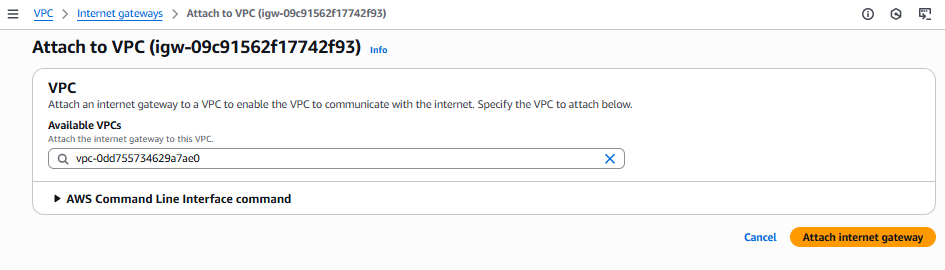 VPC > Internet gateways > Attach to VPC (igw-09c91562f17742f93)
Attach to VPC (igw-09c91562f17742f93) Info
VPC
Attach an internet gateway to a VPC to enable the VPC to communicate with the internet. Specify the VPC to attach below.
Available VPCs
Attach the internet gateway to this VPC.
vpc-0dd755734629a7ae0
AWS Command Line Interface command
Cancel Attach internet gateway